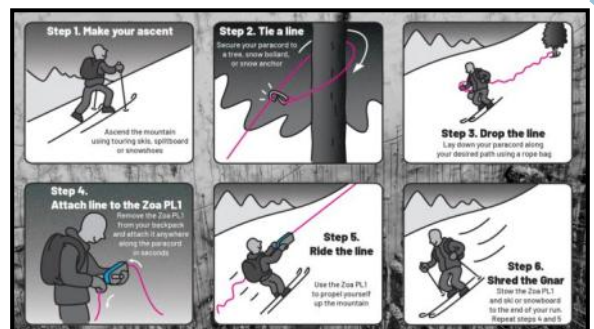 Step 1. Make your ascent
Ascend the mountain
using touring skis, splitboard
or snowshoes
Step 2. Tie a line
Secure your paracord to
a tree, snow bollard,
or snow anchor
Step 3. Drop the line
Lay down your paracord along
your desired path using a rope bag
Step 4.
Attach line to the Zoa PL1
Remove the Zoa PL1
from your backpack
and attach it anywhere
along the paracord
in seconds
Step 5.
Ride the line
Use the Zoa PL1
to propel yourself
up the mountain
Step 6.
Shred the Gnar
Stow the Zoa PL1
and ski or snowboard
to the end of your run.
Repeat steps 4 and 5